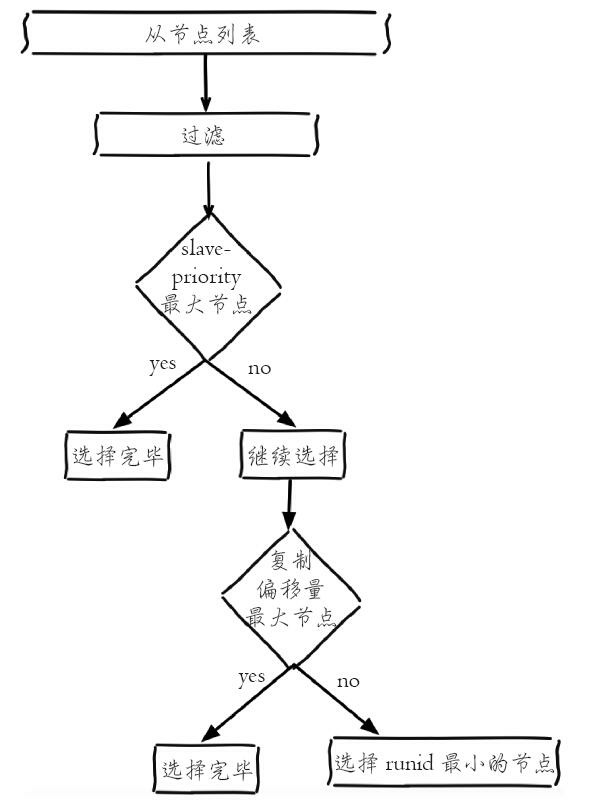 从节点列表
过滤
slave-
priority
最大节点
yes
no
选择完毕
继续选择
复制
偏移量
最大节点
yes
no
选择完毕
选择 runid 最小的节点